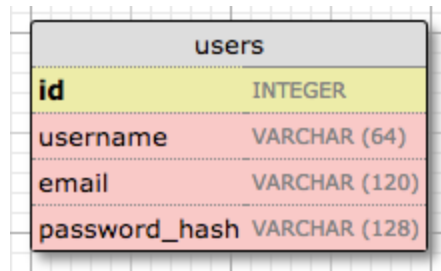 users
id INTEGER
username VARCHAR (64)
email VARCHAR (120)
password_hash VARCHAR (128)